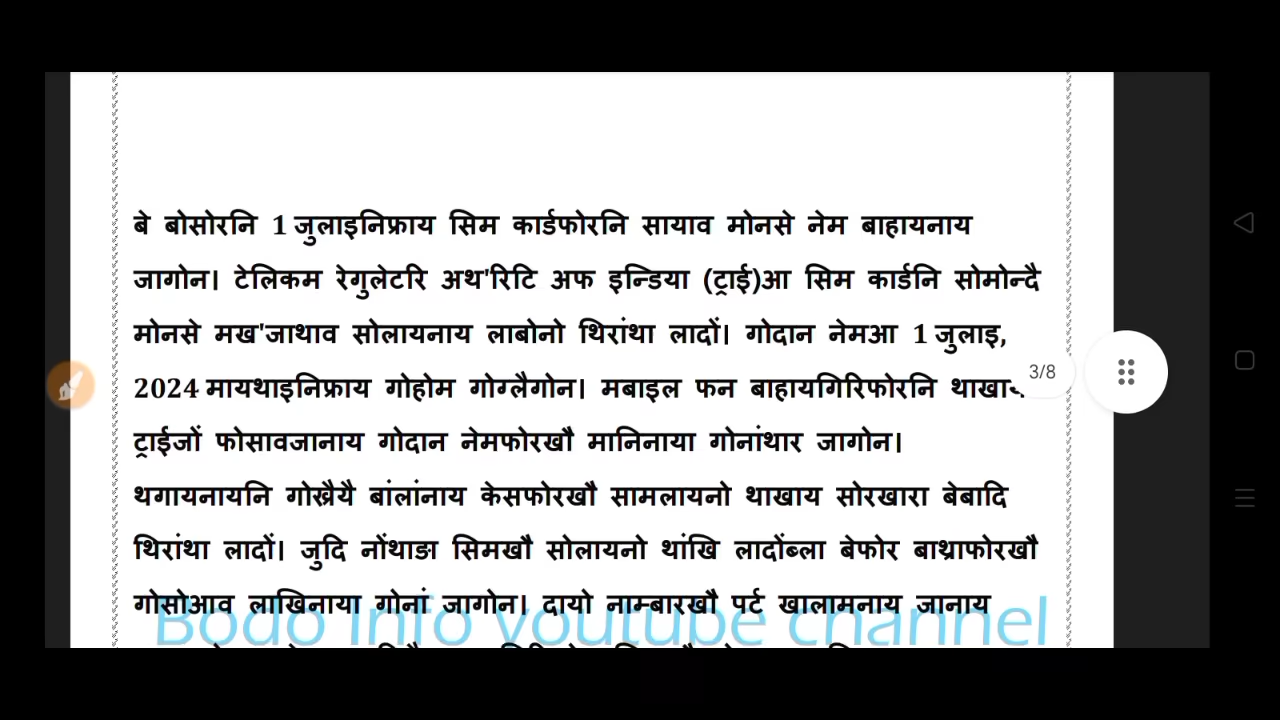 बे बोसोरनि 1 जुलाइनिफ्राय सिम कार्डफोरनि सायाव मोनसे नेम बाहायनाय
जागोन। टेलिकम रेगुलेटरि अथ'रिटि अफ इन्डिया (ट्राई)आ सिम कार्डनि सोमोन्दै
मोनसे मख'जाथाव सोलायनाय लाबोनो थिरांथा लादों। गोदान नेमआ 1 जुलाइ,
2024 मायथाइनिफ्राय गोहोम गोग्लैगोन। मबाइल फन बाहायगिरिफोरनि
3/8
ट्राईजों फोसावजानाय गोदान नेमफोरखौ मानिनाया गोनांथार जागोन।
थगायनायनि गोख्रैयै बांलांनाय केसफोरखौ सामलायनो थाखाय सोरखारा बेबादि
थिरांथा लादों। जुदि नोंथाङा सिमखौ सोलायनो थांखि लादोंब्ला बेफोर बाथ्राफोरखौ
गोसोआव लाखिनाया गोनां जागोन। दायो नाम्बारखौ पर्ट खालामनाय जानाय
Bodo Info youtube channel